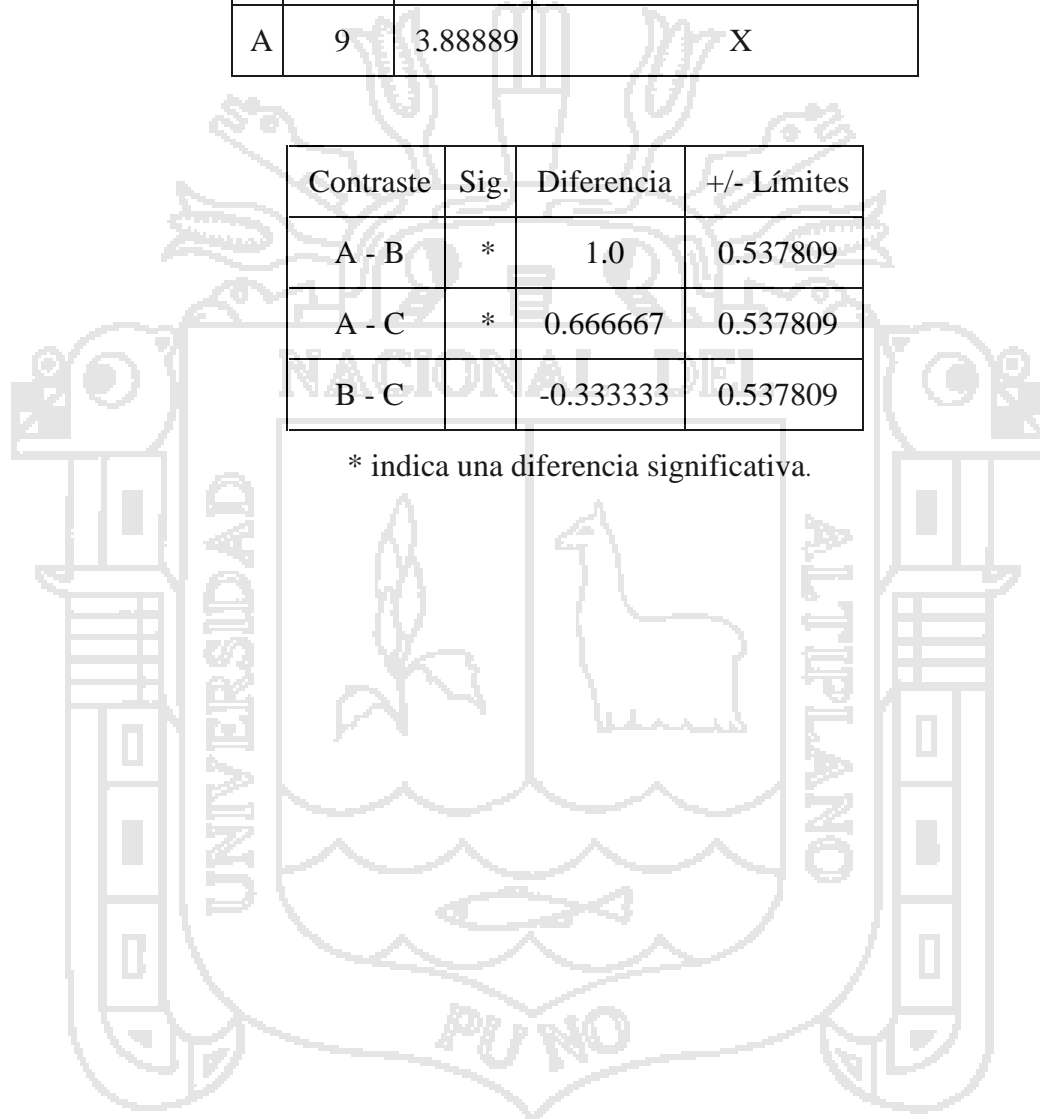 A 9 3.88889 X
Contraste Sig. Diferencia +/- Límites
A - B * 1.0 0.537809
A - C * 0.666667 0.537809
B - C -0.333333 0.537809
* indica una diferencia significativa.
NACIONAL DEL
UNIVERSIDAD
ALTIPLANO
PUNO